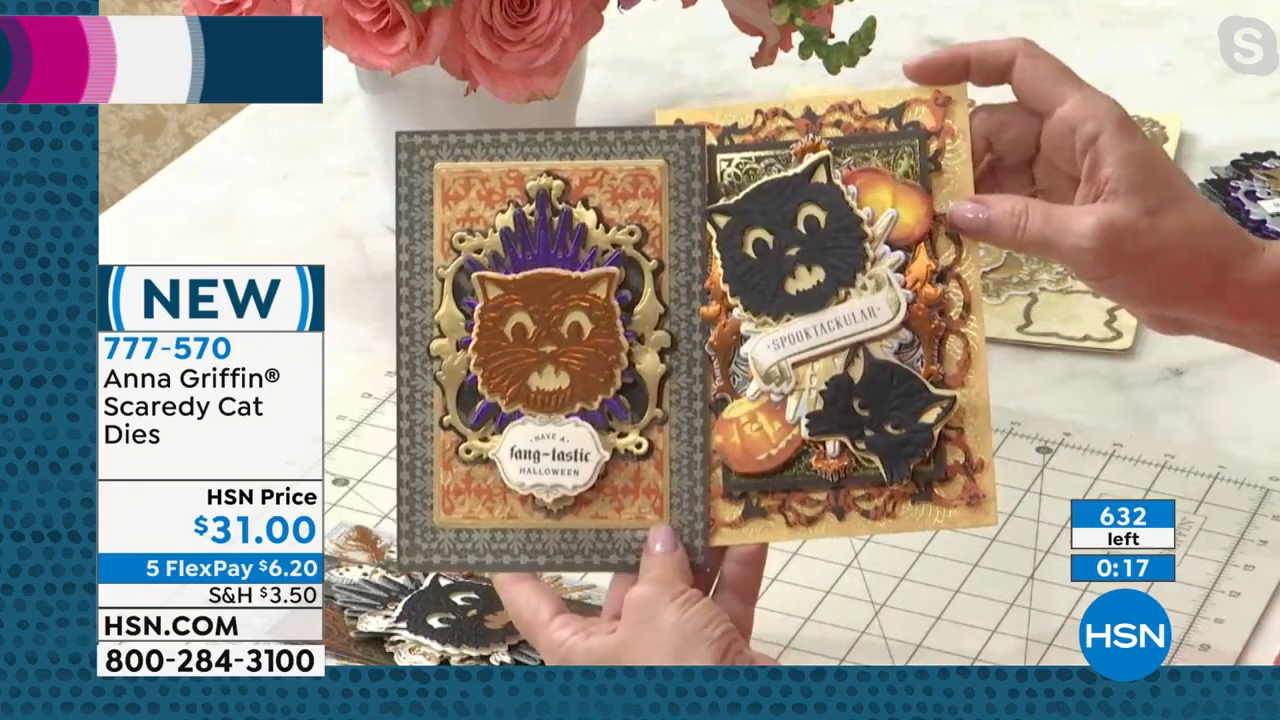 S
NEW
777-570
Anna Griffin®
Scaredy Cat
Dies
HSN Price
$31.00
5 FlexPay $6.20
S&H $3.50
HSN.COM
800-284-3100
·HAVE A·
fang-tastic
HALLOWEEN
·SPOOKTACKULAR·
632
left
0:17
HSN